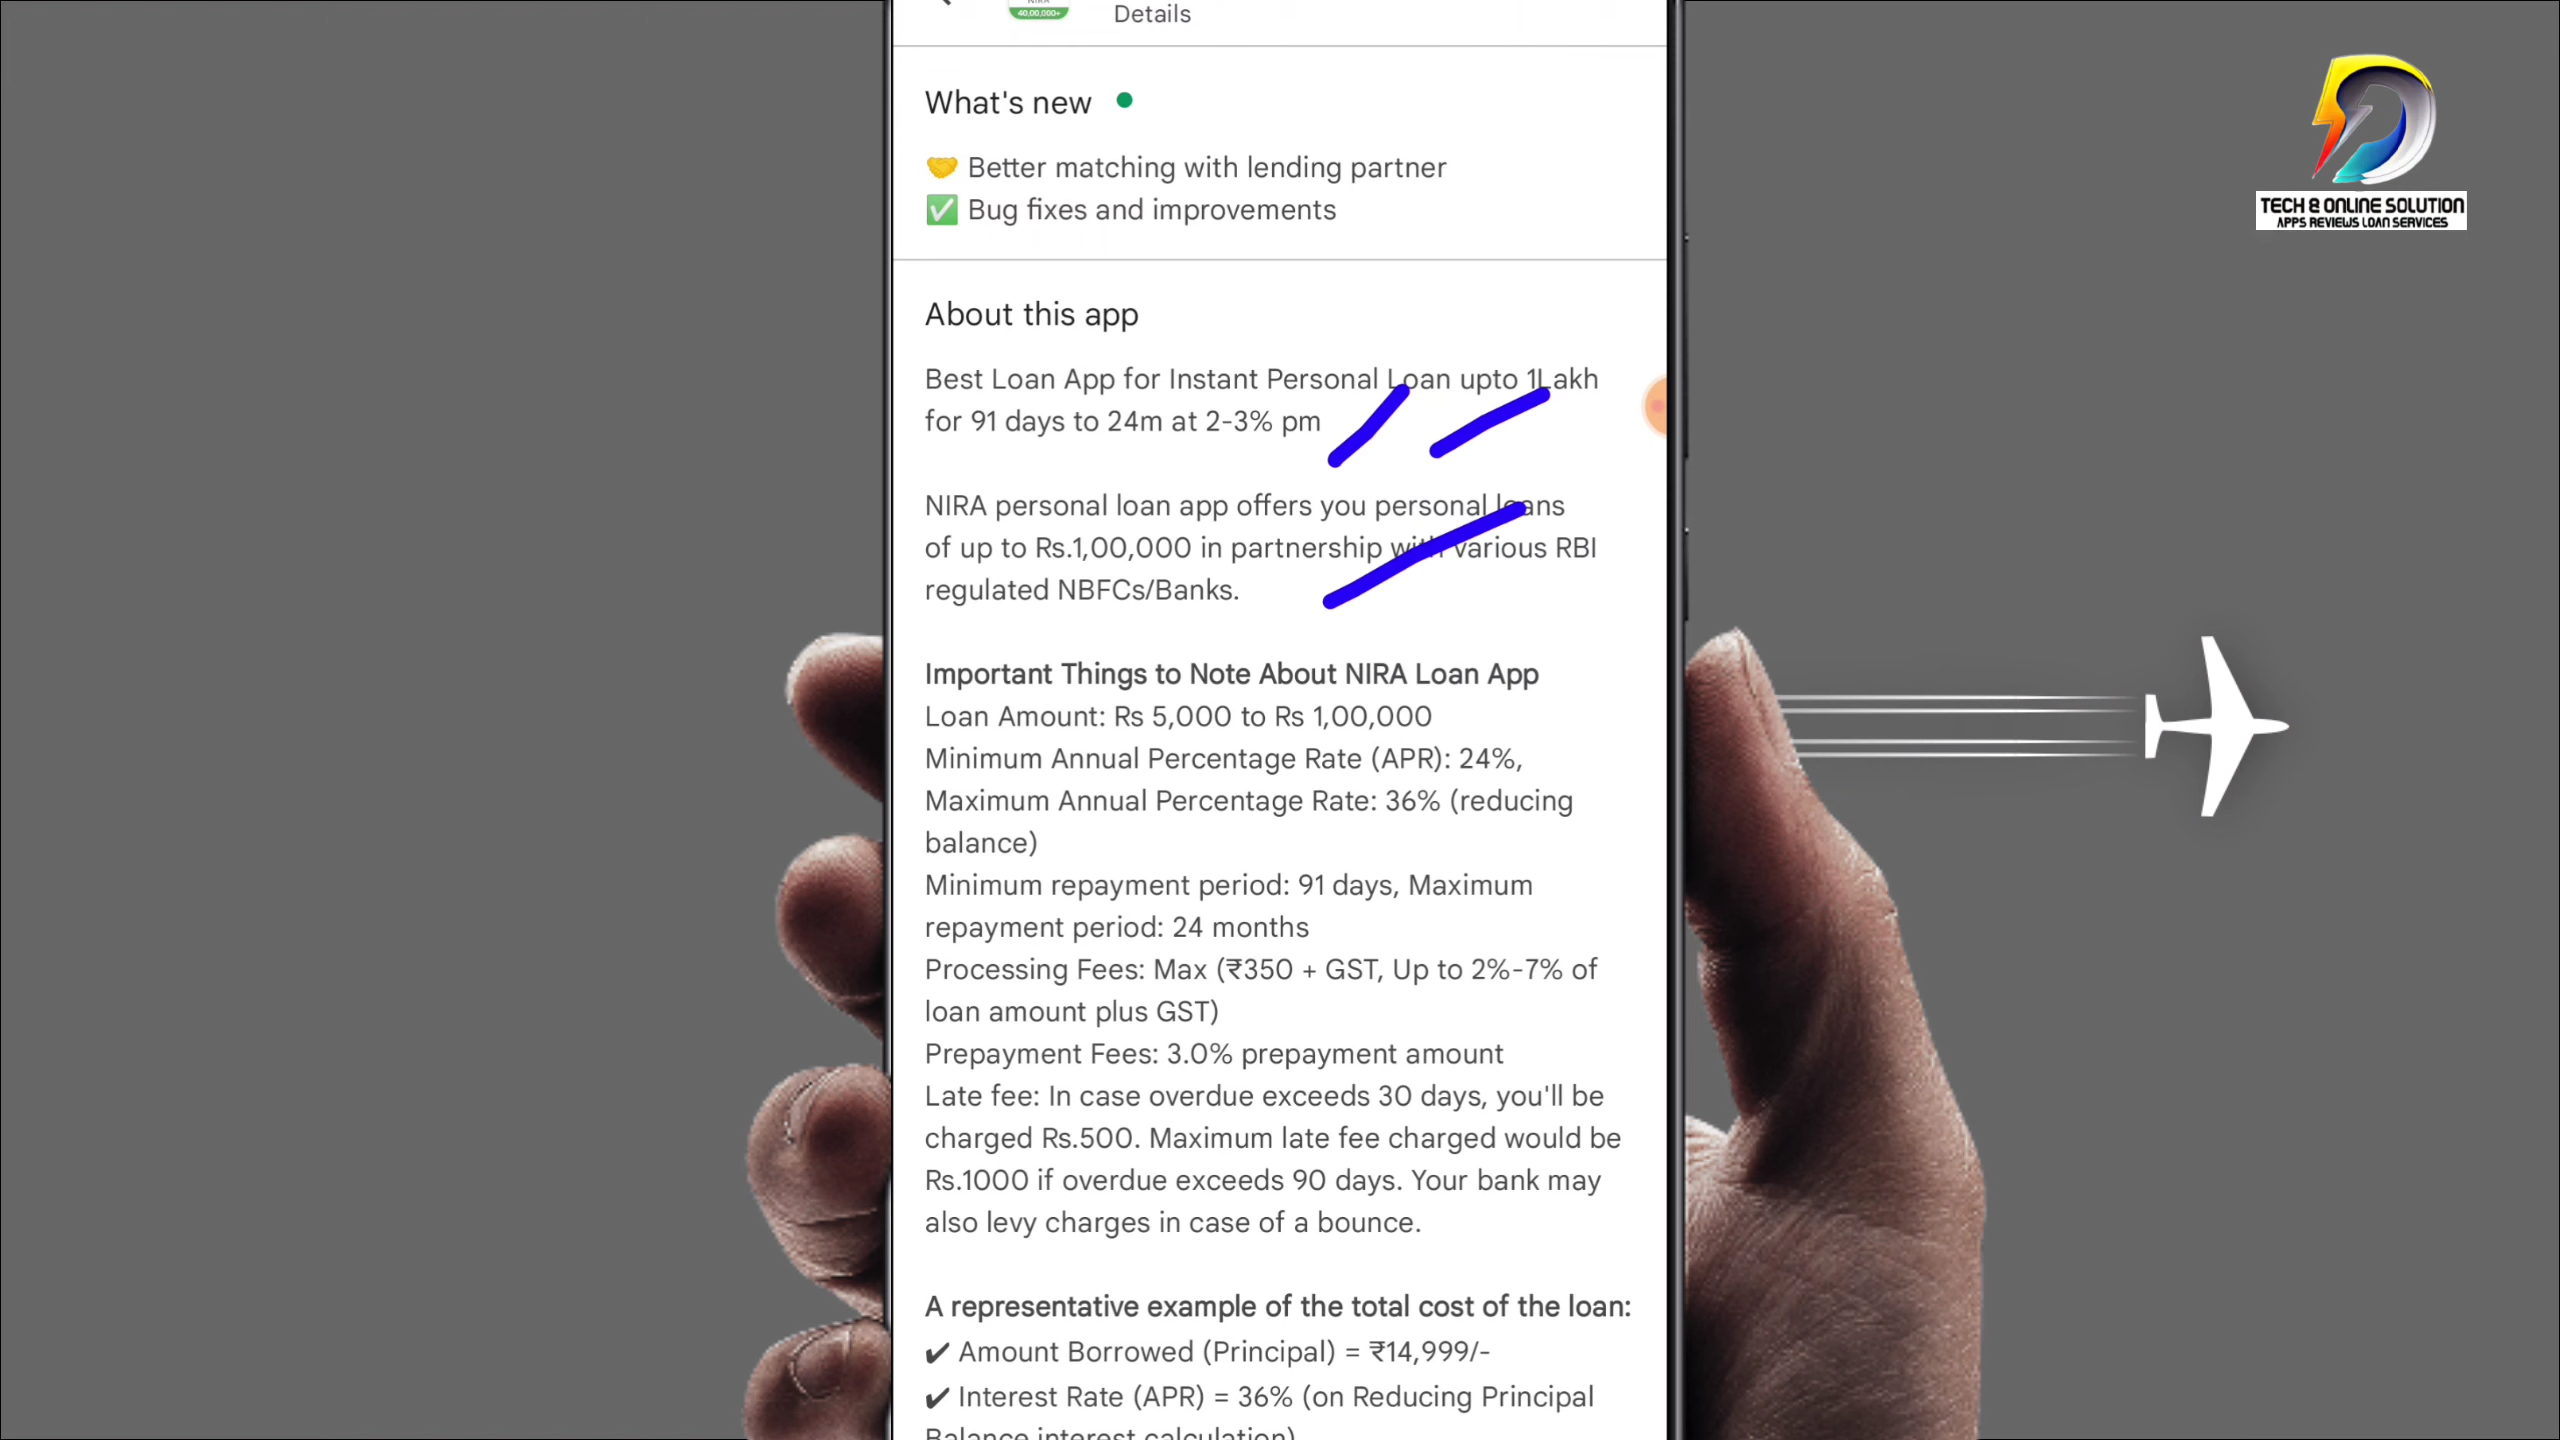 NIRA
40,00,000+
Details
What's new
🤝 Better matching with lending partner
✅ Bug fixes and improvements
About this app
Best Loan App for Instant Personal Loan upto 1Lakh
for 91 days to 24m at 2-3% pm
NIRA personal loan app offers you personal loans
of up to Rs.1,00,000 in partnership with various RBI
regulated NBFCs/Banks.
Important Things to Note About NIRA Loan App
Loan Amount: Rs 5,000 to Rs 1,00,000
Minimum Annual Percentage Rate (APR): 24%,
Maximum Annual Percentage Rate: 36% (reducing
balance)
Minimum repayment period: 91 days, Maximum
repayment period: 24 months
Processing Fees: Max (₹350 + GST, Up to 2%-7% of
loan amount plus GST)
Prepayment Fees: 3.0% prepayment amount
Late fee: In case overdue exceeds 30 days, you'll be
charged Rs.500. Maximum late fee charged would be
Rs.1000 if overdue exceeds 90 days. Your bank may
also levy charges in case of a bounce.
A representative example of the total cost of the loan:
✔ Amount Borrowed (Principal) = ₹14,999/-
✔ Interest Rate (APR) = 36% (on Reducing Principal
Balance interest calculation)
TECH & ONLINE SOLUTION
APPS REVIEWS LOAN SERVICES